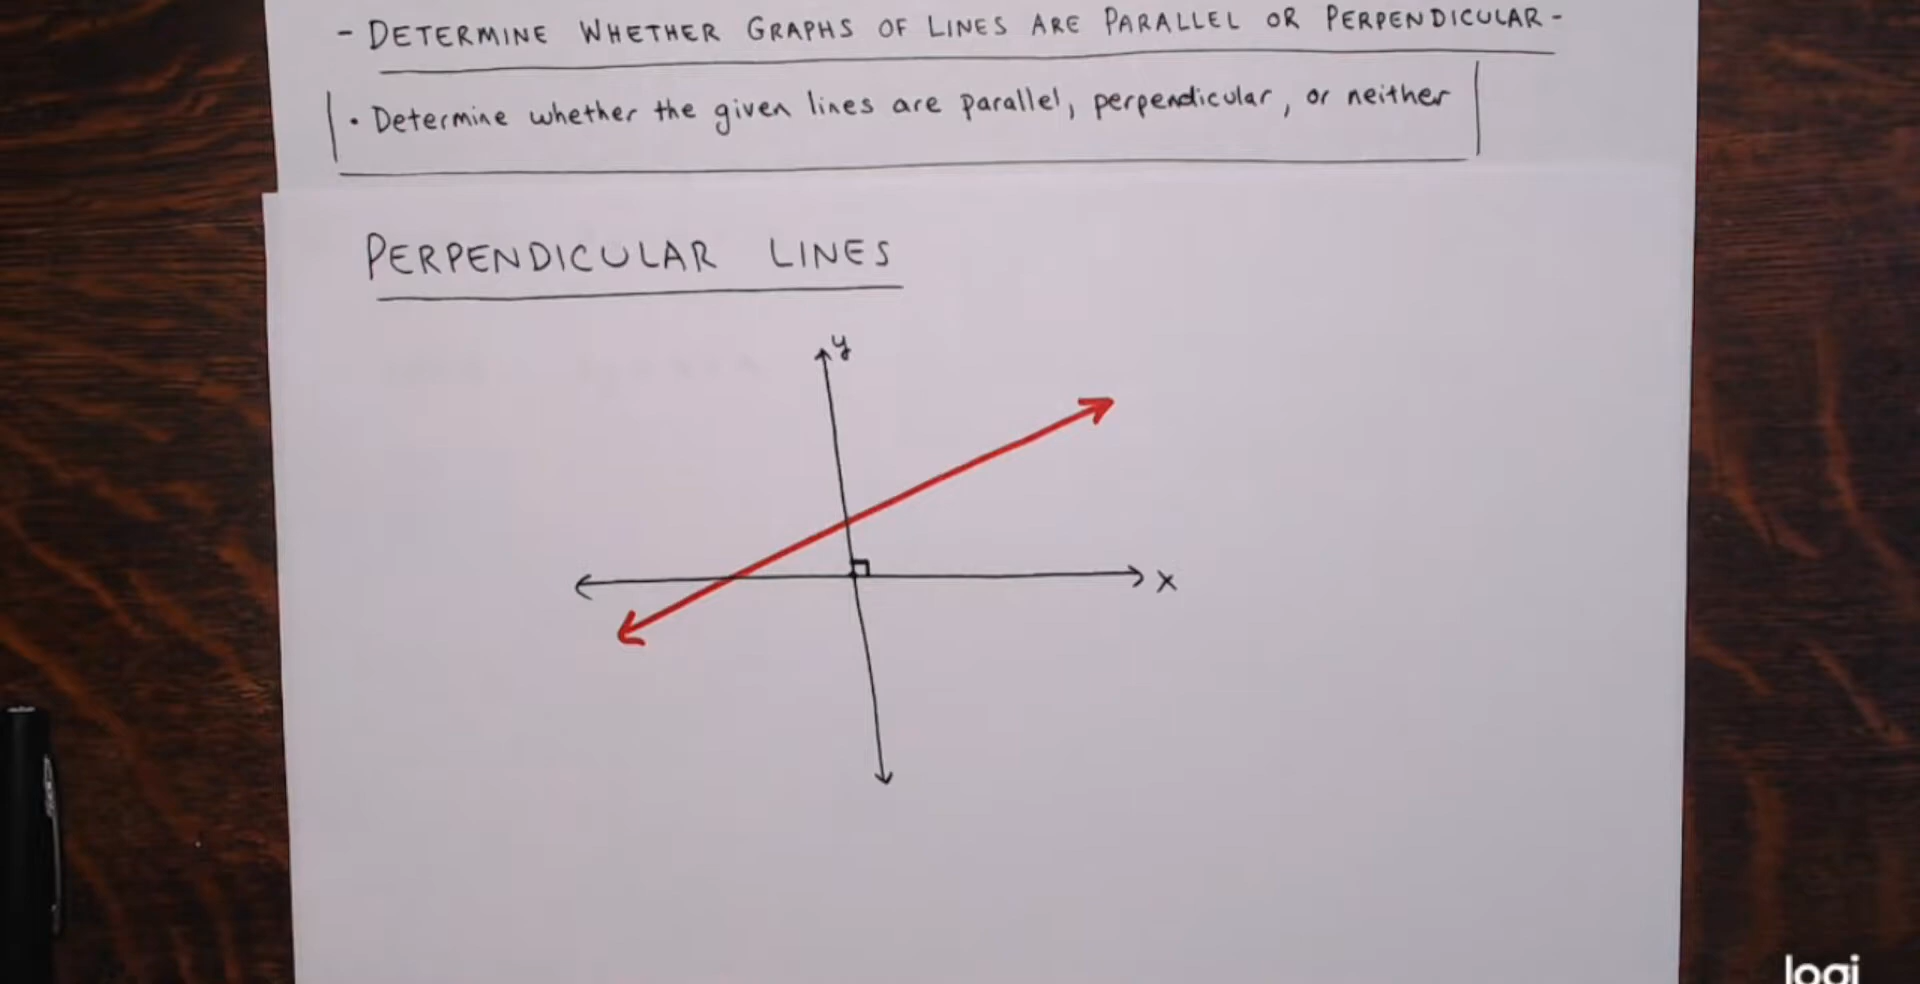 - DETERMINE WHETHER GRAPHS OF LINES ARE PARALLEL OR PERPENDICULAR -
• Determine whether the given lines are parallel, perpendicular, or neither
PERPENDICULAR LINES
y
x
logi